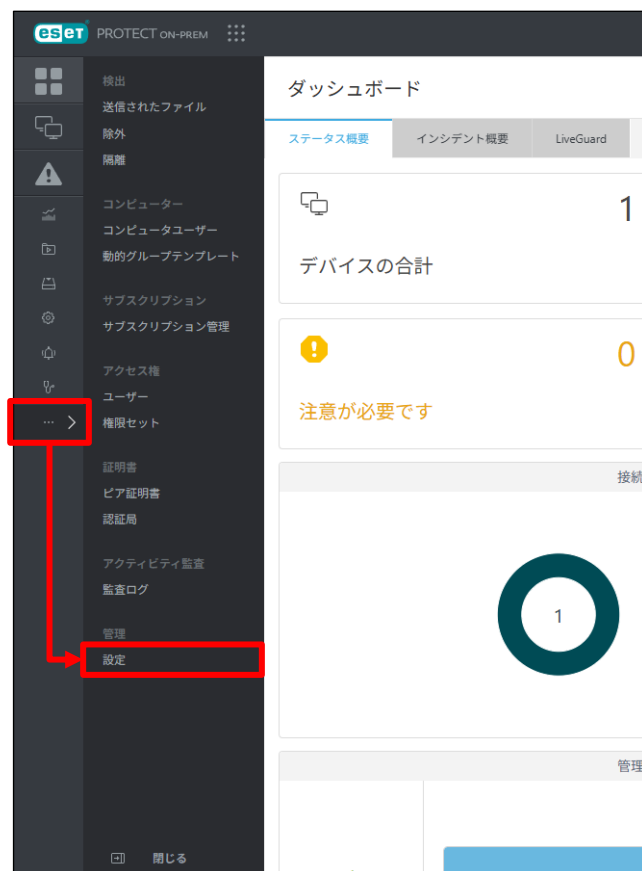 eset PROTECT ON-PREM
検出
送信されたファイル
除外
隔離
コンピューター
コンピュータユーザー
動的グループテンプレート
サブスクリプション
サブスクリプション管理
アクセス権
ユーザー
権限セット
証明書
ピア証明書
認証局
アクティビティ監査
監査ログ
管理
設定
閉じる
ダッシュボード
ステータス概要 インシデント概要 LiveGuard
1
デバイスの合計
0
注意が必要です
接続
1
管理